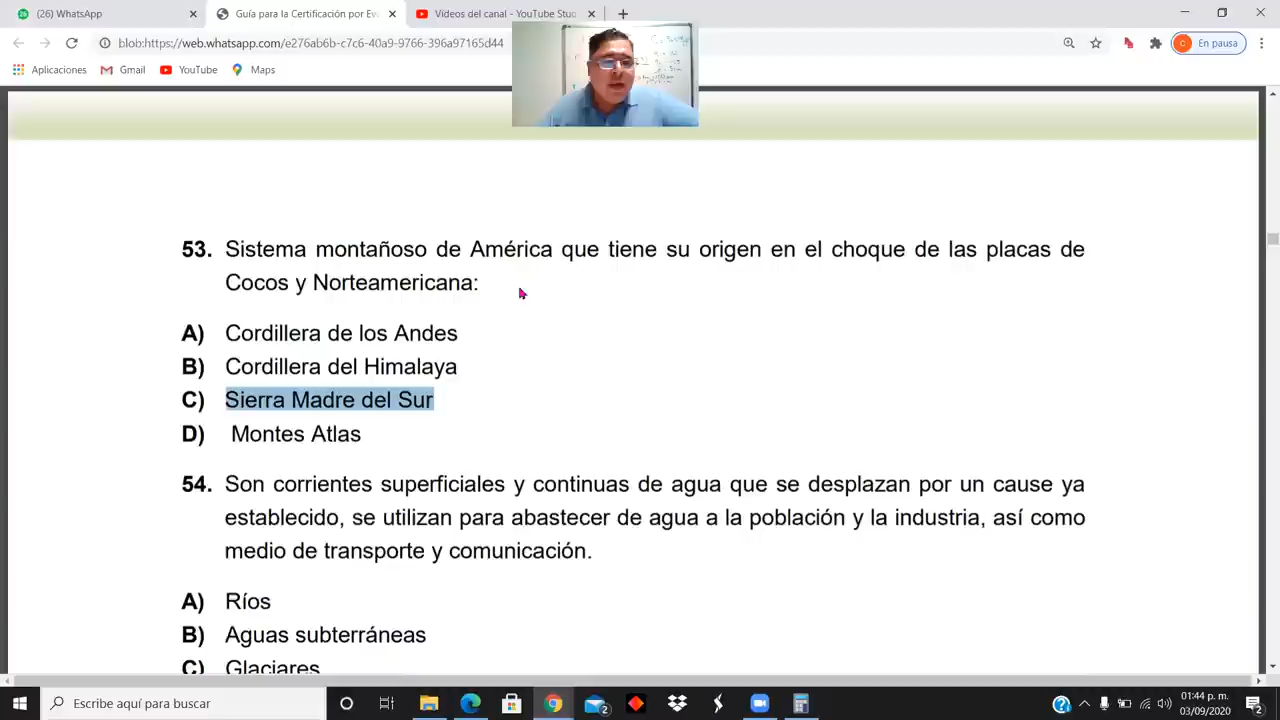 (26) WhatsApp
Guía para la Certificación por Ev
Vídeos del canal - YouTube Stu
blob:https://web.whatsapp.com/e276a6b
7c6-40a9-9766-396a97165d44
En pausa
Aplicaciones
Gmail
YouTube
Maps
53. Sistema montañoso de América que tiene su origen en el choque de las placas de
Cocos y Norteamericana:
A) Cordillera de los Andes
B) Cordillera del Himalaya
C) Sierra Madre del Sur
D) Montes Atlas
54. Son corrientes superficiales y continuas de agua que se desplazan por un cause ya
establecido, se utilizan para abastecer de agua a la población y la industria, así como
medio de transporte y comunicación.
A) Ríos
B) Aguas subterráneas
C) Glaciares
Escribe aquí para buscar
01:44 p. m.
03/09/2020